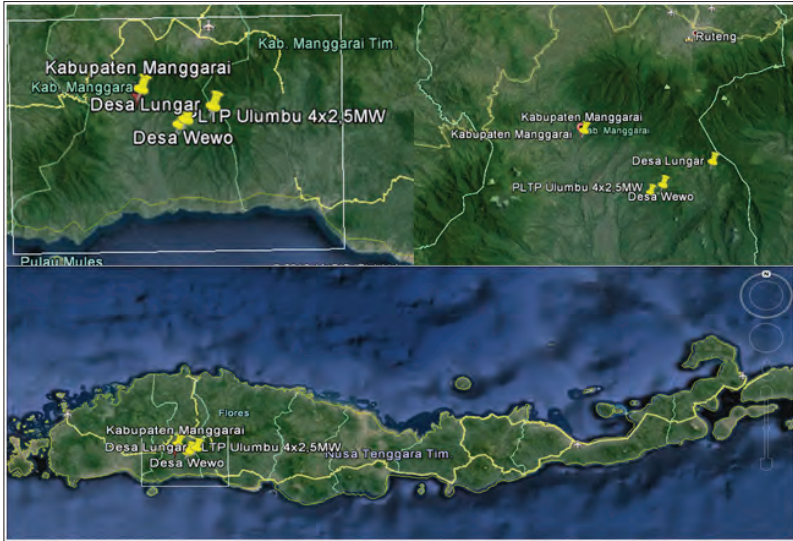 Kab. Manggarai Tim.
Kabupaten Manggarai
Kab. Manggara
Desa Lungar
PLTP Ulumbu 4x2,5MW
Desa Wewo
Pulau Mules
Ruteng
Kabupaten Manggarai
Kabupaten Manggarai
Kab. Manggarai
Desa Lungar
PLTP Ulumbu 4x2,5MW
Desa Wewo
N
Flores
Kabupaten Manggarai
Desa Lungar
LTP Ulumbu 4x2,5MW
Nusa Tenggara Tim
Desa Wewo